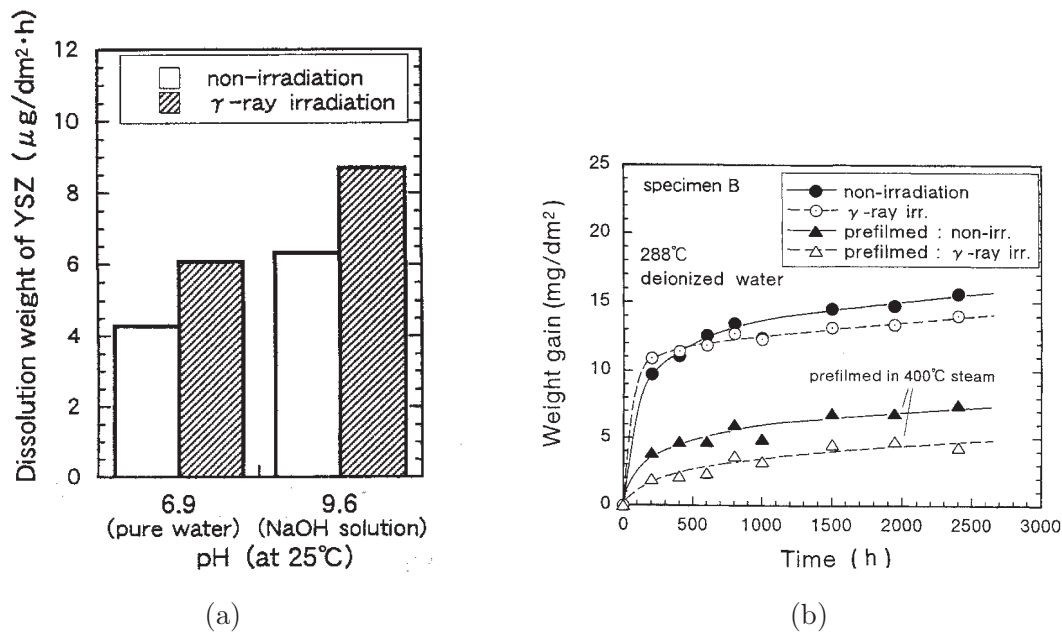 Dissolution weight of YSZ (μg/dm²·h)
12
10
8
6
4
2
0
non-irradiation
γ-ray irradiation
6.9
9.6
(pure water) (NaOH solution)
pH (at 25℃)
(a)
Weight gain (mg/dm²)
25
20
15
10
5
0
specimen B
non-irradiation
γ-ray irr.
prefilmed : non-irr.
prefilmed : γ-ray irr.
288℃
deionized water
prefilmed in 400℃ steam
0 500 1000 1500 2000 2500 3000
Time (h)
(b)